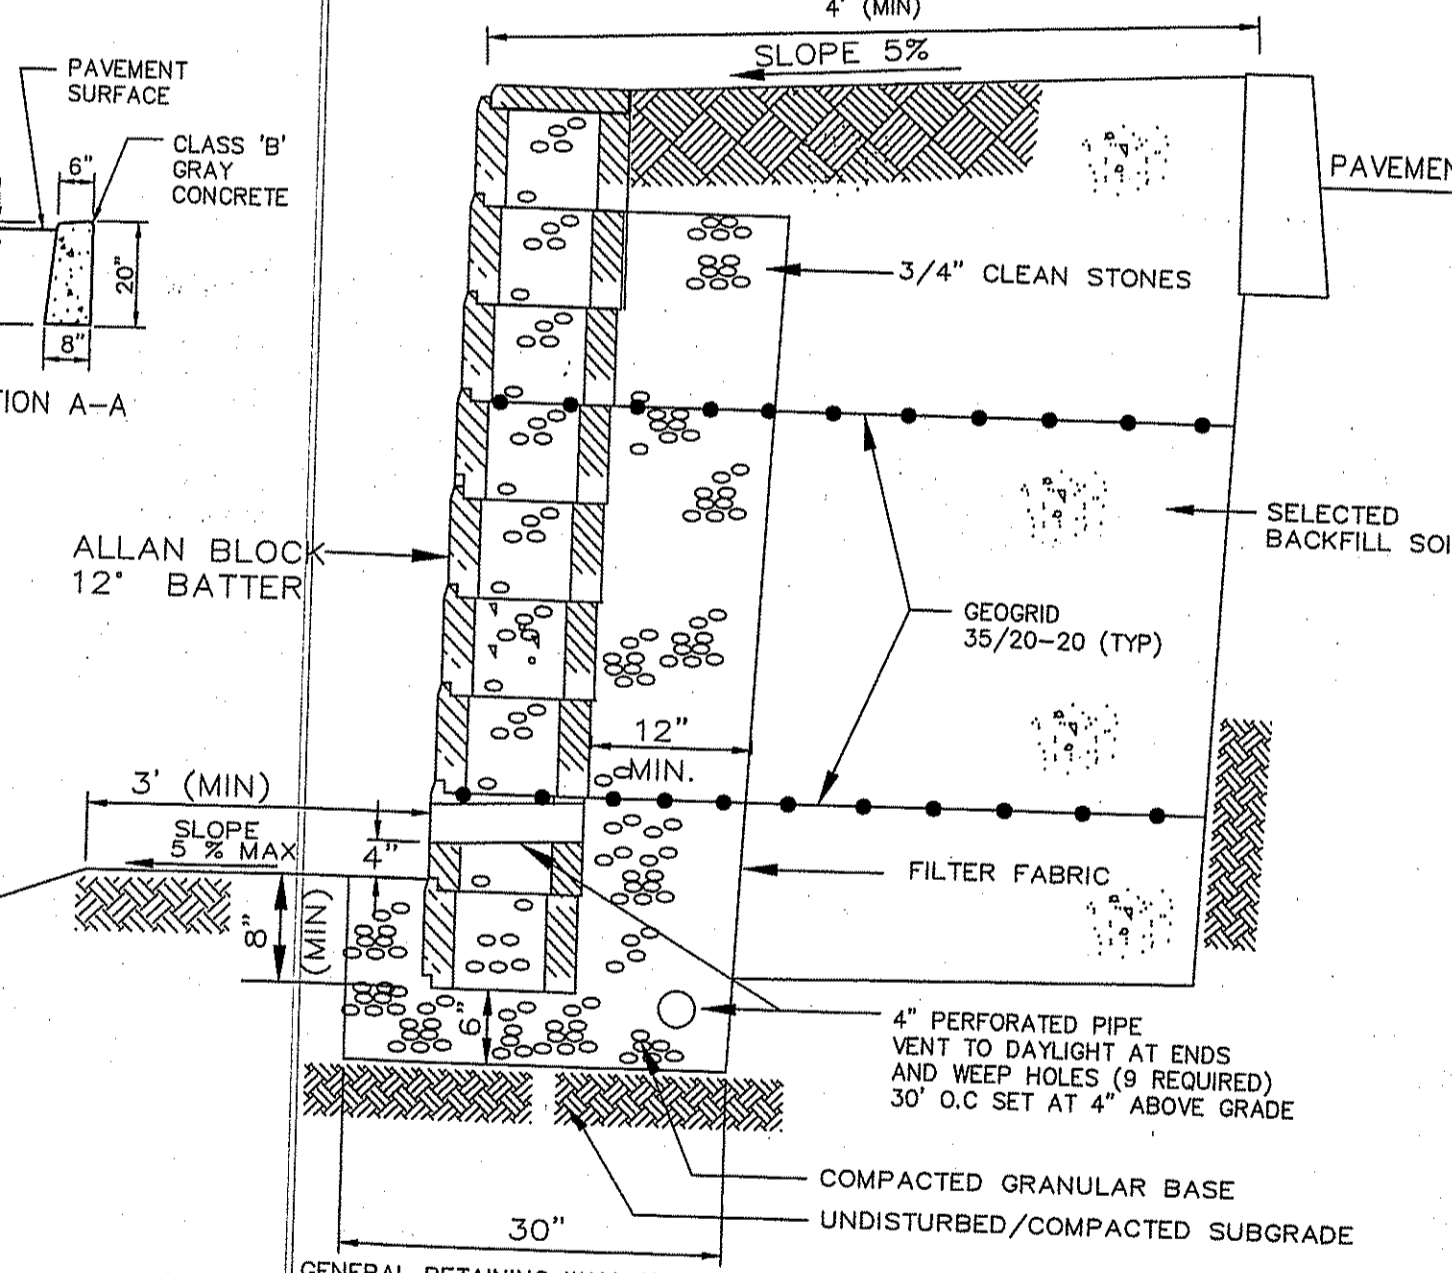 4' (MIN)
SLOPE 5%
PAVEMENT
SURFACE
CLASS 'B'
GRAY
CONCRETE
6"
20"
8"
A-A
3/4" CLEAN STONES
SELECTED
BACKFILL
ALLAN BLOCK
12° BATTER
GEOGRID
35/20-20 (TYP)
12"
MIN.
3' (MIN)
SLOPE
5 % MAX
4"
8"
(MIN)
FILTER FABRIC
6"
4" PERFORATED PIPE
VENT TO DAYLIGHT AT ENDS
AND WEEP HOLES (9 REQUIRED)
30' O.C SET AT 4" ABOVE GRADE
COMPACTED GRANULAR BASE
UNDISTURBED/COMPACTED SUBGRADE
30"
GENERAL RETAINING